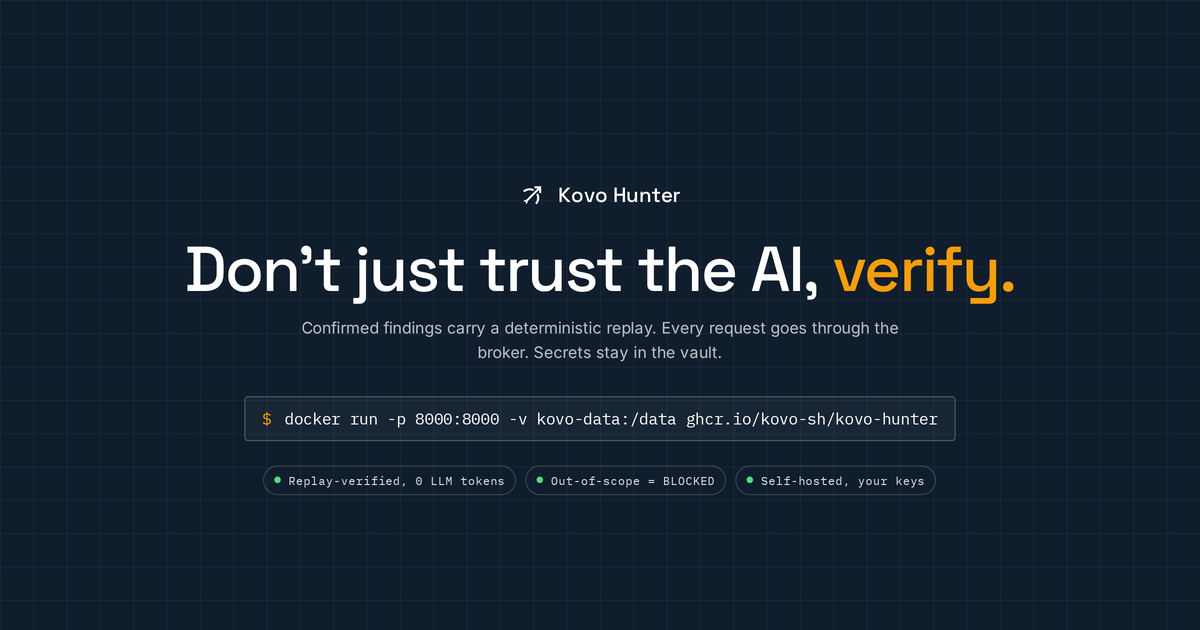 Kovo Hunter
Don’t just trust the AI, verify.
Confirmed findings carry a deterministic replay. Every request goes through the
broker. Secrets stay in the vault.
$ docker run -p 8000:8000 -v kovo-data:/data ghcr.io/kovo-sh/kovo-hunter
Replay-verified, 0 LLM tokens
Out-of-scope = BLOCKED
Self-hosted, your keys